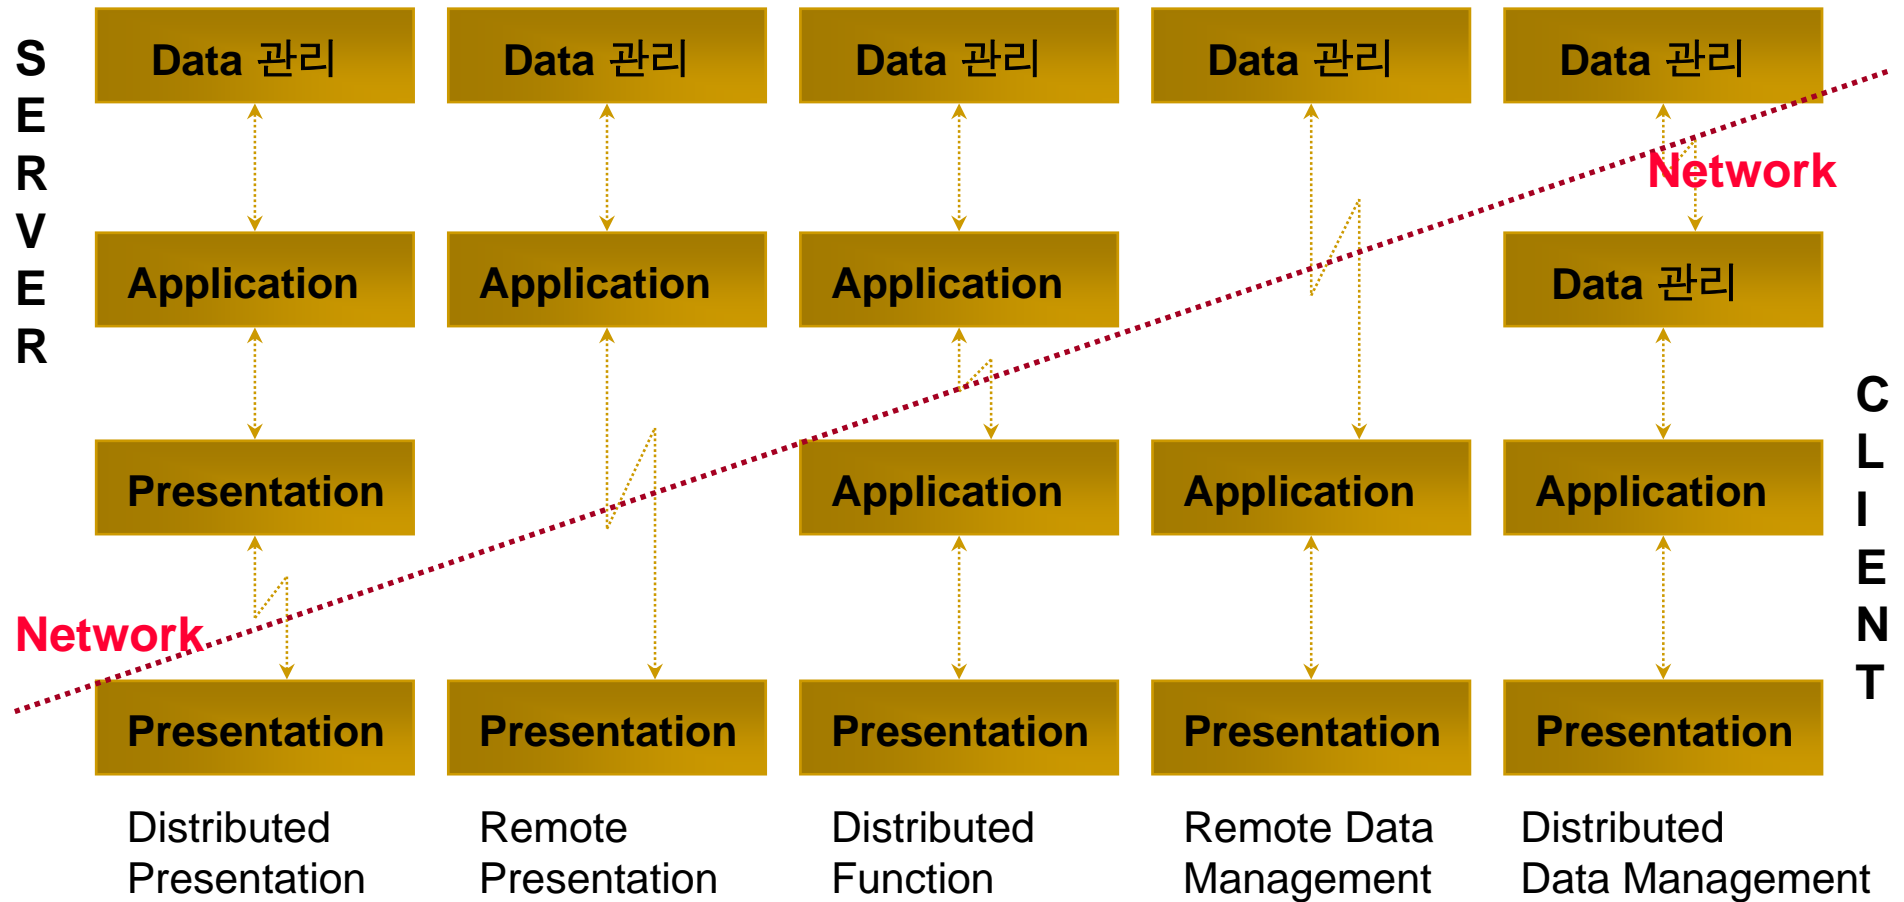 SERVER
Data 관리
Data 관리
Data 관리
Data 관리
Data 관리
Network
Application
Application
Application
Data 관리
CLIENT
Presentation
Application
Application
Application
Network
Presentation
Presentation
Presentation
Presentation
Presentation
Distributed
Presentation
Remote
Presentation
Distributed
Function
Remote Data
Management
Distributed
Data Management